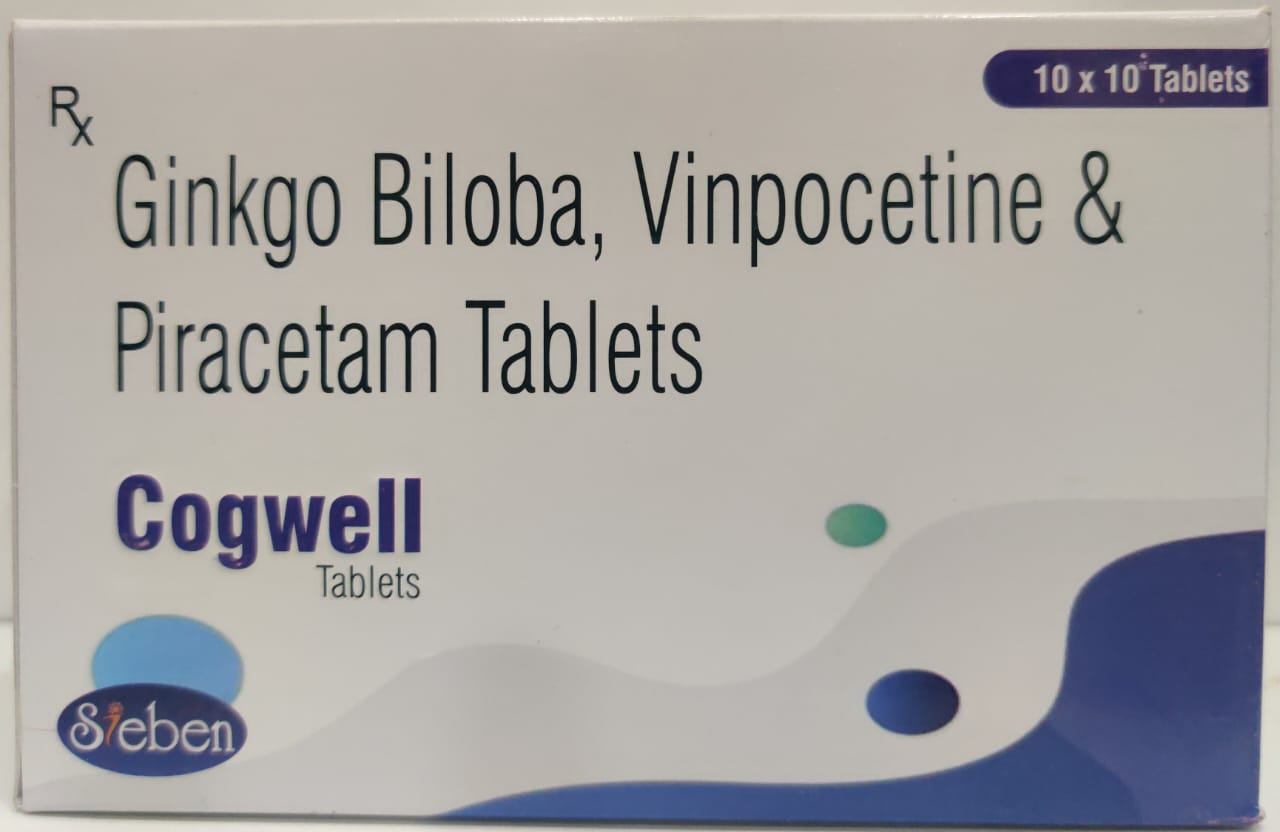 10 x 10 Tablets
Rx
Ginkgo Biloba, Vinpocetine &
Piracetam Tablets
Cogwell
Tablets
Sieben